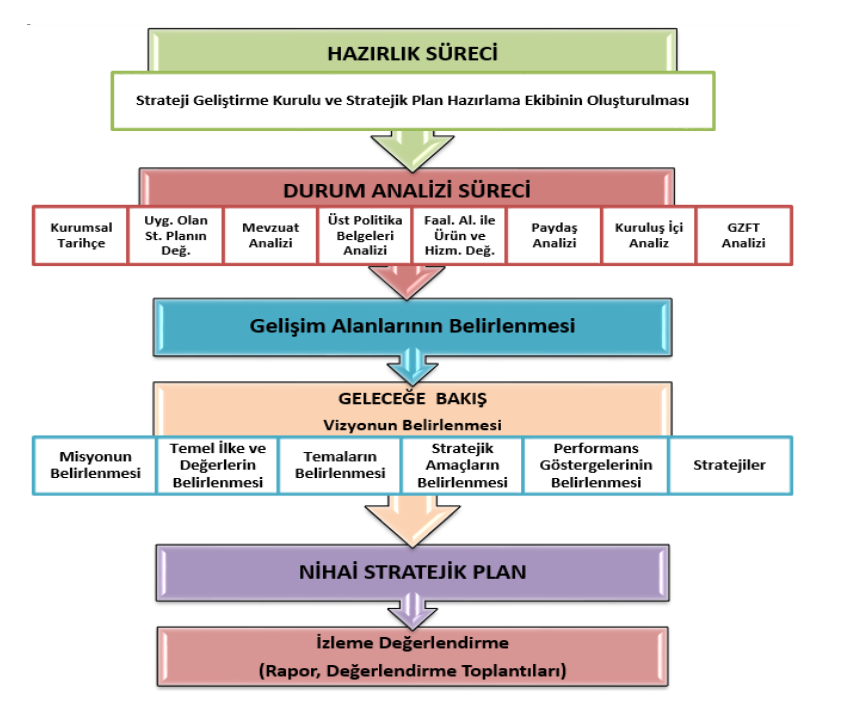 HAZIRLIK SÜRECİ
Strateji Geliştirme Kurulu ve Stratejik Plan Hazırlama Ekibinin Oluşturulması
DURUM ANALİZİ SÜRECİ
Kurumsal
Tarihçe
Uyg. Olan
St. Planın
Değ.
Mevzuat
Analizi
Üst Politika
Belgeleri
Analizi
Faal. Al. ile
Ürün ve
Hizm. Değ.
Paydaş
Analizi
Kuruluş İçi
Analiz
GZFT
Analizi
Gelişim Alanlarının Belirlenmesi
GELECEĞE BAKIŞ
Vizyonun Belirlenmesi
Misyonun
Belirlenmesi
Temel İlke ve
Değerlerin
Belirlenmesi
Temaların
Belirlenmesi
Stratejik
Amaçların
Belirlenmesi
Performans
Göstergelerinin
Belirlenmesi
Stratejiler
NİHAİ STRATEJİK PLAN
İzleme Değerlendirme
(Rapor, Değerlendirme Toplantıları)